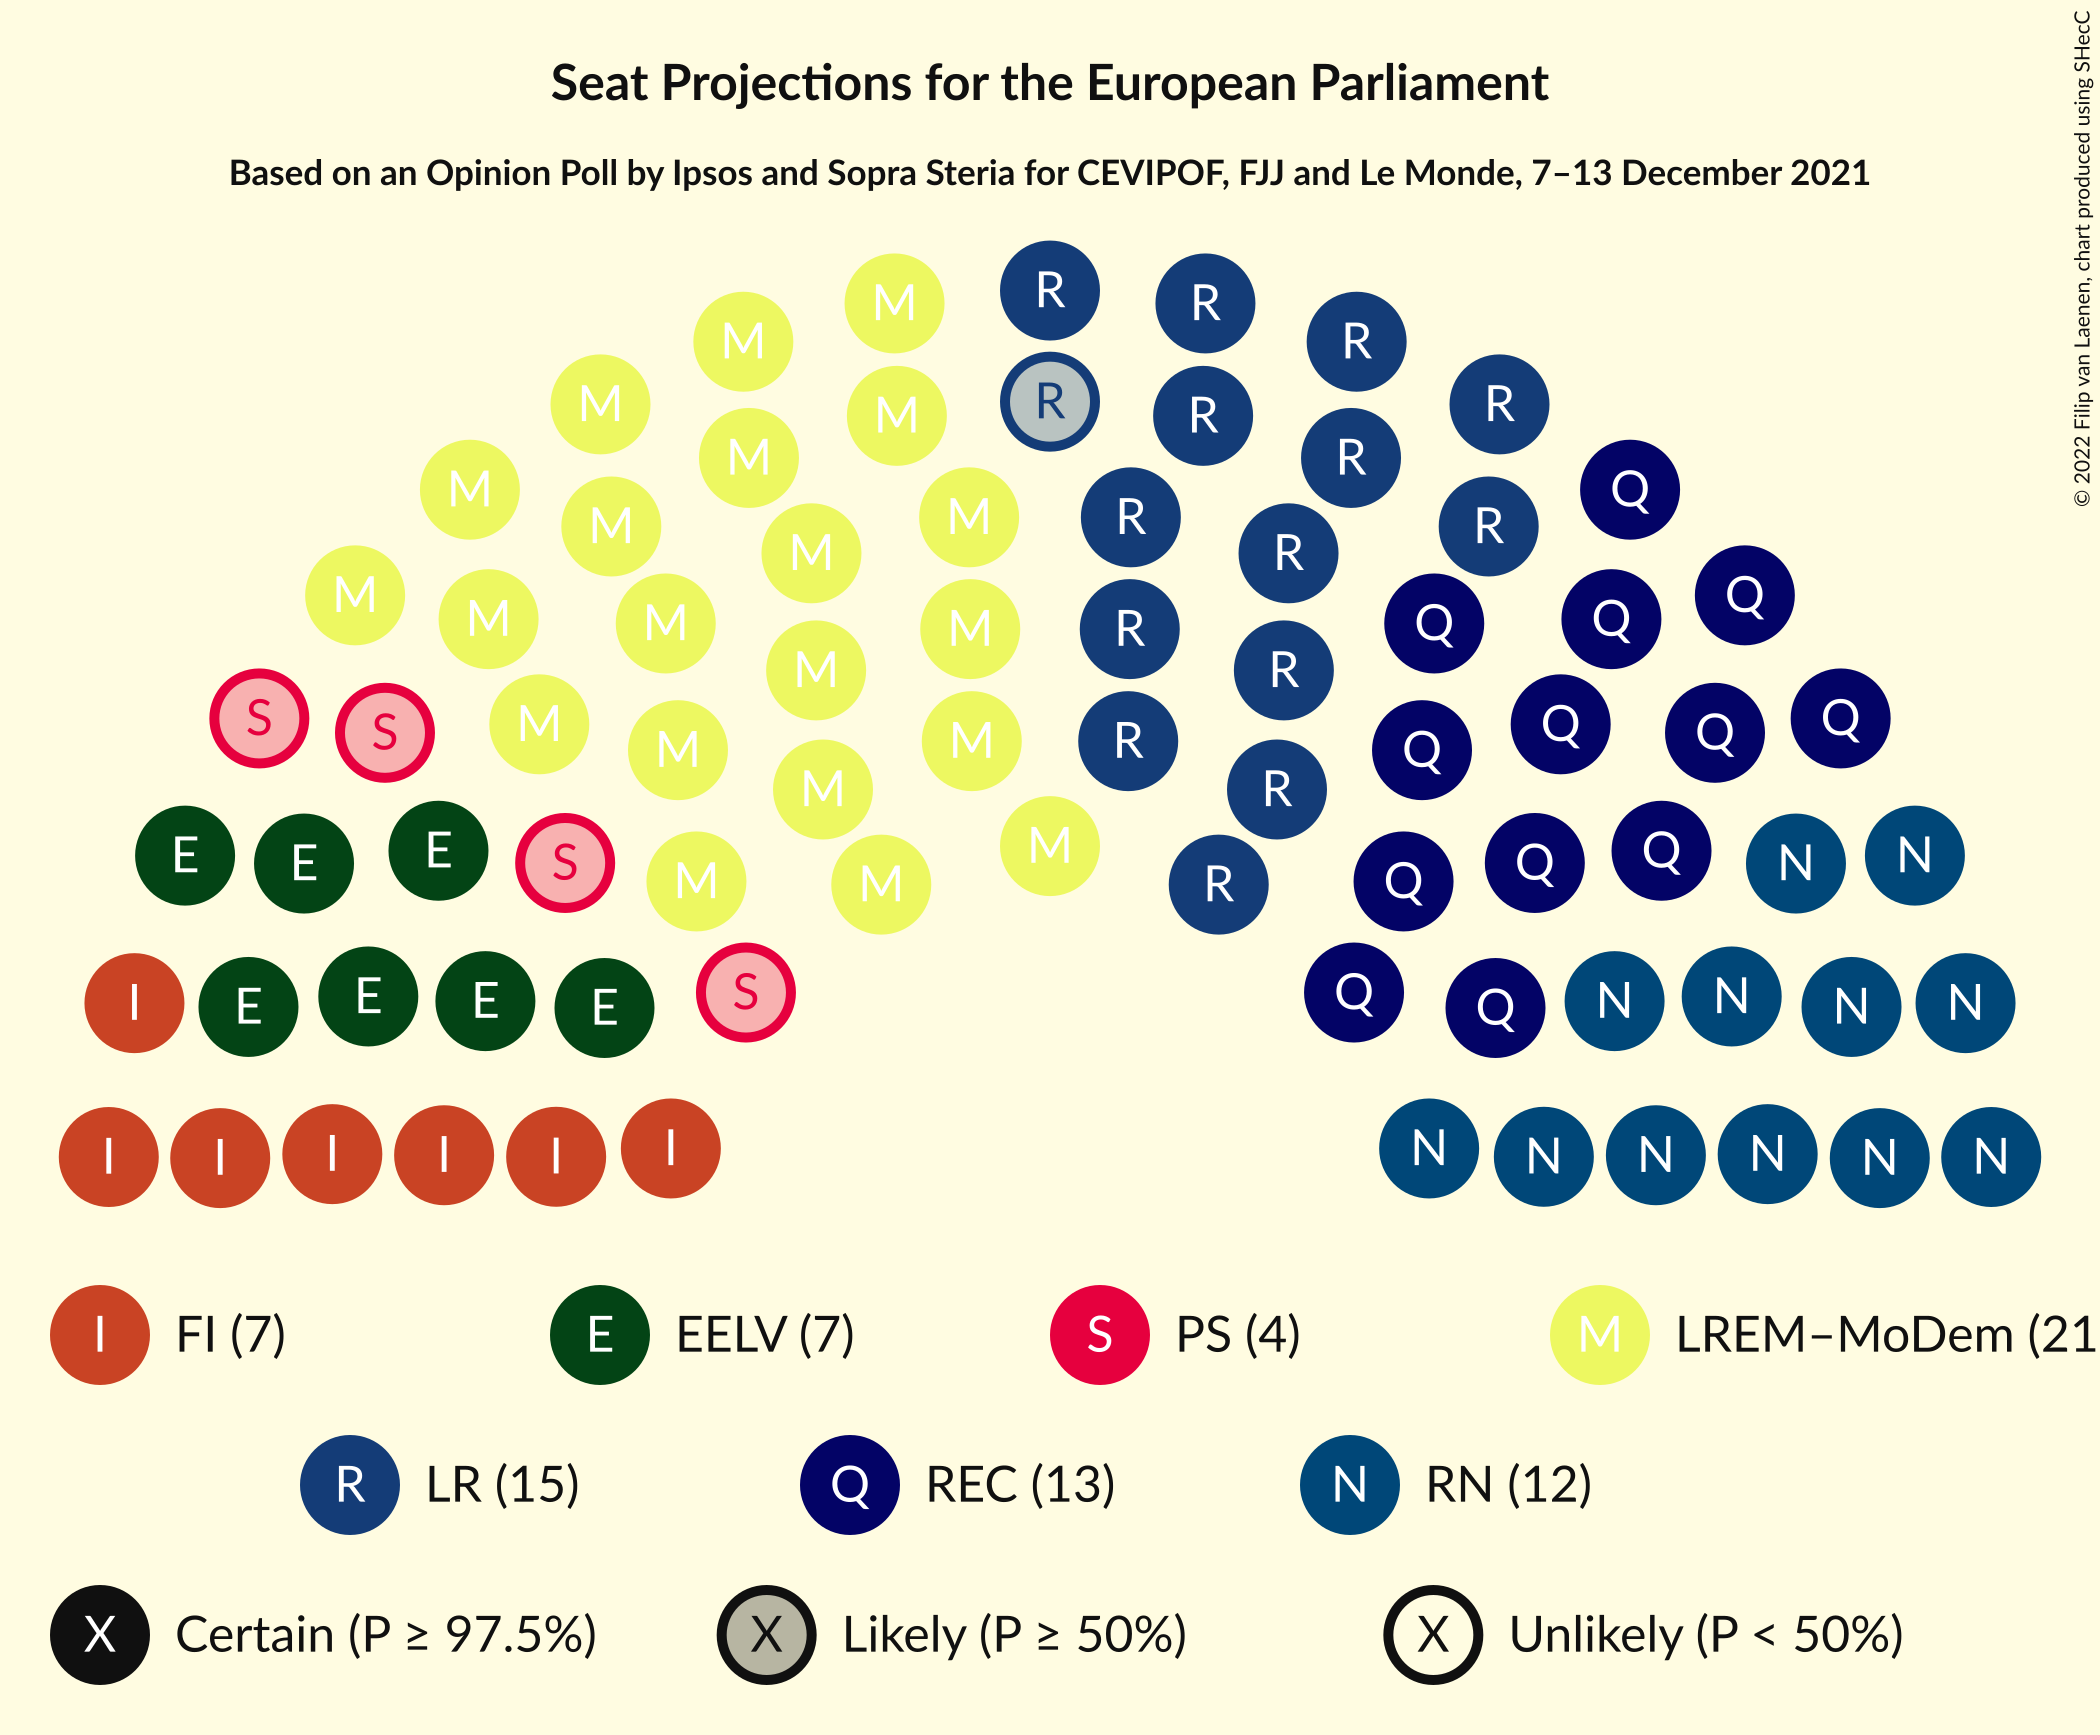 Seat Projections for the European Parliament
Based on an Opinion Poll by Ipsos and Sopra Steria for CEVIPOF, FJJ and Le Monde, 7–13 December 2021
© 2022 Filip van Laenen, chart produced using SHecC
R
M R
M R R
M M R R
M R
M M R Q
M M
M R
M M R Q
M M Q Q
M R
M R
S S M M M R Q Q Q Q
M R
E E E S M M M R Q Q Q N N
I E E E E S Q Q N N N N
I I I I I I N N N N N N
I FI (7) E EELV (7) S PS (4) M LREM–MoDem (21
R LR (15) Q REC (13) N RN (12)
X Certain (P ≥ 97.5%) X Likely (P ≥ 50%) X Unlikely (P < 50%)